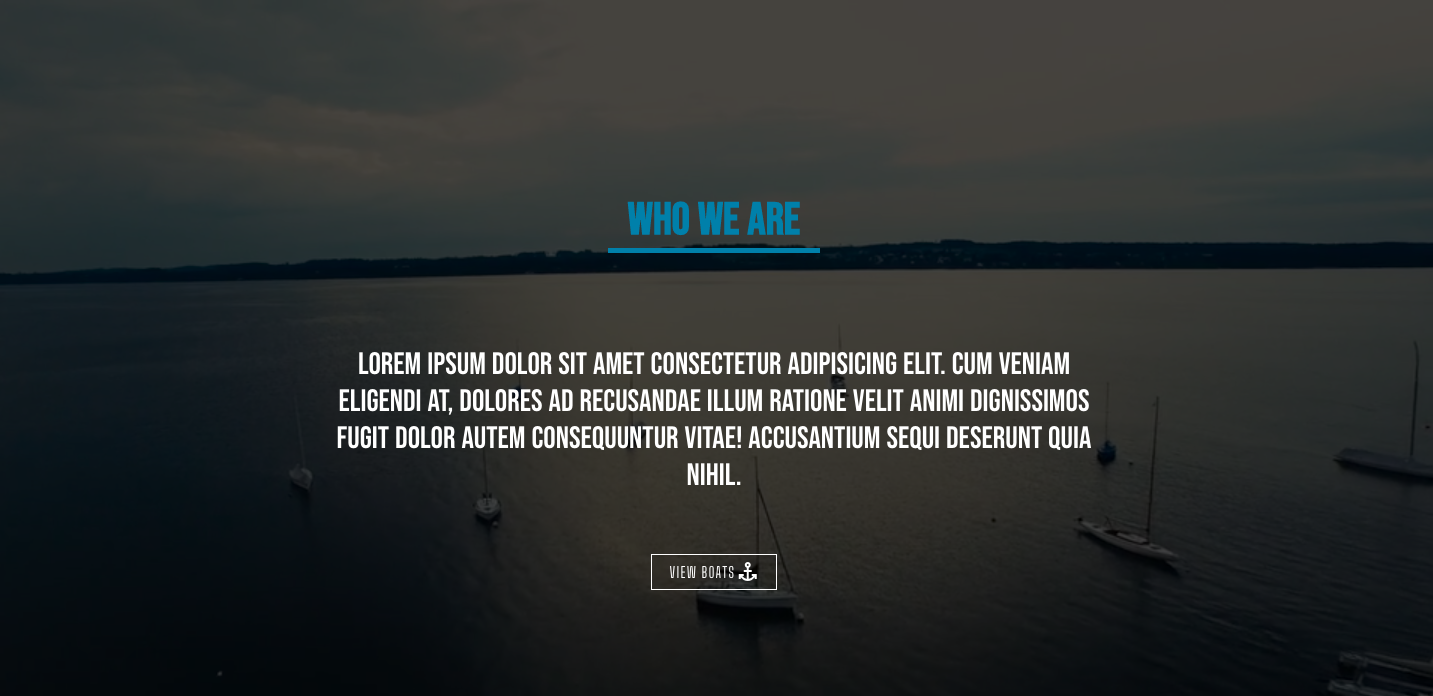 WHO WE ARE
LOREM IPSUM DOLOR SIT AMET CONSECTETUR ADIPISICING ELIT. CUM VENIAM
ELIGENDI AT, DOLORES AD RECUSANDAE ILLUM RATIONE VELIT ANIMI DIGNISSIMOS
FUGIT DOLOR AUTEM CONSEQUUNTUR VITAE! ACCUSANTIUM SEQUI DESERUNT QUIA
NIHIL.
VIEW BOATS